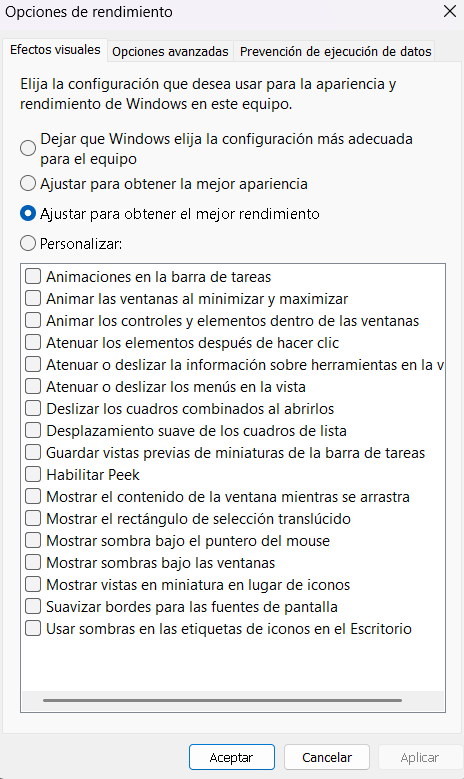 Opciones de rendimiento
Efectos visuales
Opciones avanzadas
Prevención de ejecución de datos
Elija la configuración que desea usar para la apariencia y
rendimiento de Windows en este equipo.
Dejar que Windows elija la configuración más adecuada
para el equipo
Ajustar para obtener la mejor apariencia
Ajustar para obtener el mejor rendimiento
Personalizar:
Animaciones en la barra de tareas
Animar las ventanas al minimizar y maximizar
Animar los controles y elementos dentro de las ventanas
Atenuar los elementos después de hacer clic
Atenuar o deslizar la información sobre herramientas en la v
Atenuar o deslizar los menús en la vista
Deslizar los cuadros combinados al abrirlos
Desplazamiento suave de los cuadros de lista
Guardar vistas previas de miniaturas de la barra de tareas
Habilitar Peek
Mostrar el contenido de la ventana mientras se arrastra
Mostrar el rectángulo de selección translúcido
Mostrar sombra bajo el puntero del mouse
Mostrar sombras bajo las ventanas
Mostrar vistas en miniatura en lugar de iconos
Suavizar bordes para las fuentes de pantalla
Usar sombras en las etiquetas de iconos en el Escritorio
Aceptar
Cancelar
Aplicar